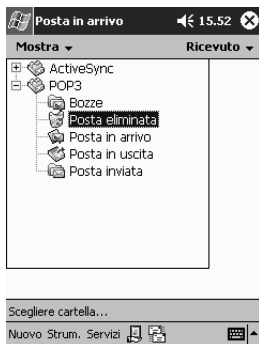 Posta in arrivo 15.52
Mostra Ricevuto
ActiveSync
POP3
Bozze
Posta eliminata
Posta in arrivo
Posta in uscita
Posta inviata
Scegliere cartella...
Nuovo Strum. Servizi